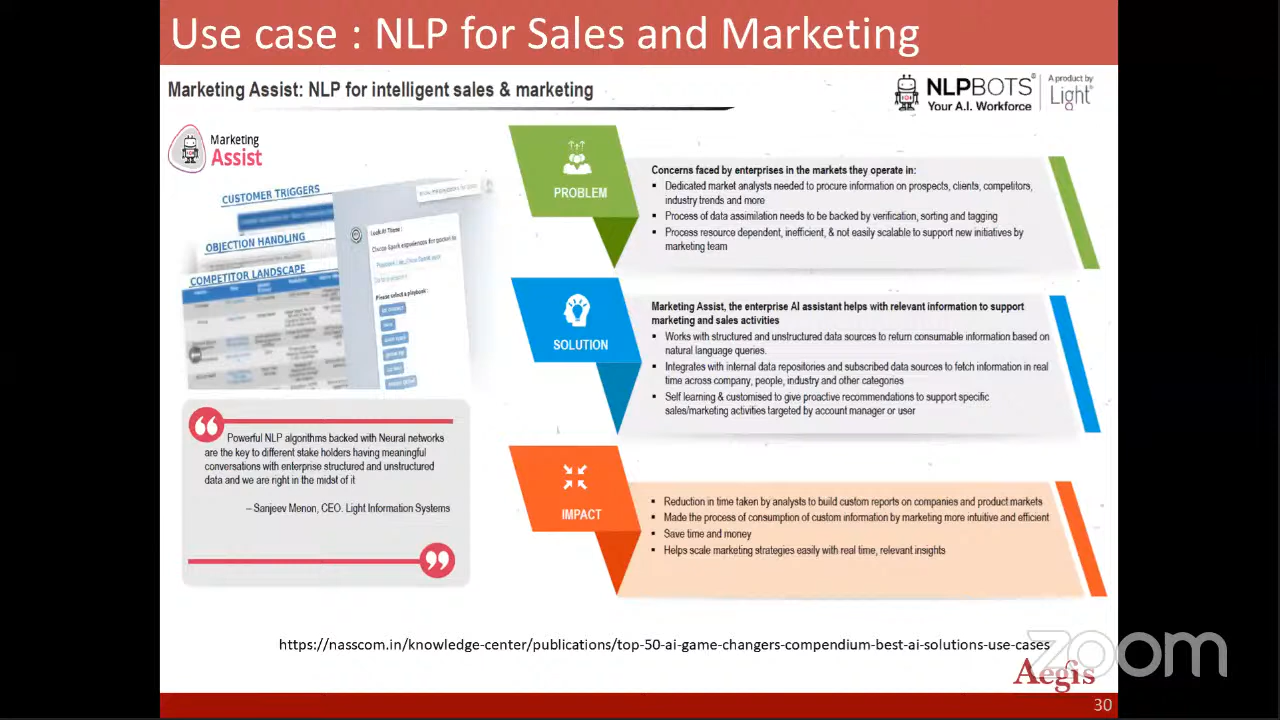 Use case : NLP for Sales and Marketing
Marketing Assist: NLP for intelligent sales & marketing
NLPBOTS
Your A.I. Workforce
A product by
Light
Marketing
Assist
CUSTOMER TRIGGERS
OBJECTION HANDLING
COMPETITOR LANDSCAPE
Look At These :
Please select a playbook :
Powerful NLP algorithms backed with Neural networks
are the key to different stake holders having meaningful
conversations with enterprise structured and unstructured
data and we are right in the midst of it
– Sanjeev Menon, CEO. Light Information Systems
PROBLEM
Concerns faced by enterprises in the markets they operate in:
▪ Dedicated market analysts needed to procure information on prospects, clients, competitors,
industry trends and more
▪ Process of data assimilation needs to be backed by verification, sorting and tagging
▪ Process resource dependent, inefficient, & not easily scalable to support new initiatives by
marketing team
SOLUTION
Marketing Assist, the enterprise AI assistant helps with relevant information to support
marketing and sales activities
▪ Works with structured and unstructured data sources to return consumable information based on
natural language queries.
▪ Integrates with internal data repositories and subscribed data sources to fetch information in real
time across company, people, industry and other categories
▪ Self learning & customised to give proactive recommendations to support specific
sales/marketing activities targeted by account manager or user
IMPACT
▪ Reduction in time taken by analysts to build custom reports on companies and product markets
▪ Made the process of consumption of custom information by marketing more intuitive and efficient
▪ Save time and money
▪ Helps scale marketing strategies easily with real time, relevant insights
https://nasscom.in/knowledge-center/publications/top-50-ai-game-changers-compendium-best-ai-solutions-use-cases
zoom
Aegis
30